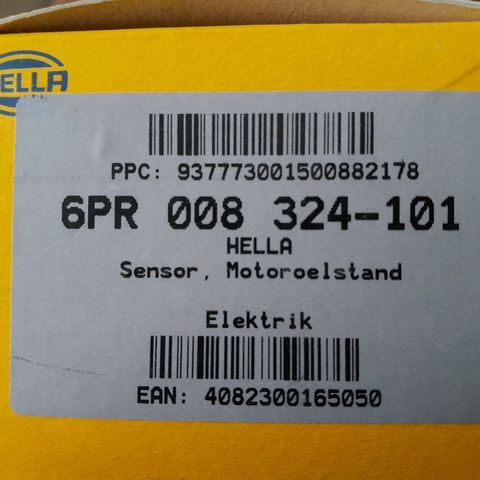 HELLA
PPC: 937773001500882178
6PR 008 324-101
HELLA
Sensor, Motoroelstand
Elektrik
EAN: 4082300165050